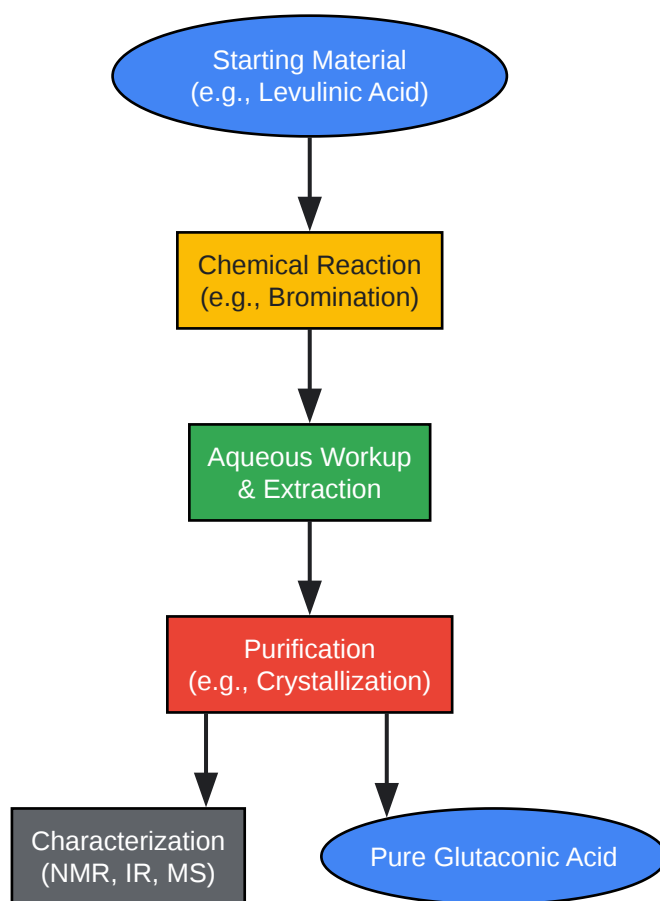 Starting Material
(e.g., Levulinic Acid)
Chemical Reaction
(e.g., Bromination)
Aqueous Workup
& Extraction
Purification
(e.g., Crystallization)
Characterization
(NMR, IR, MS)
Pure Glutaconic Acid